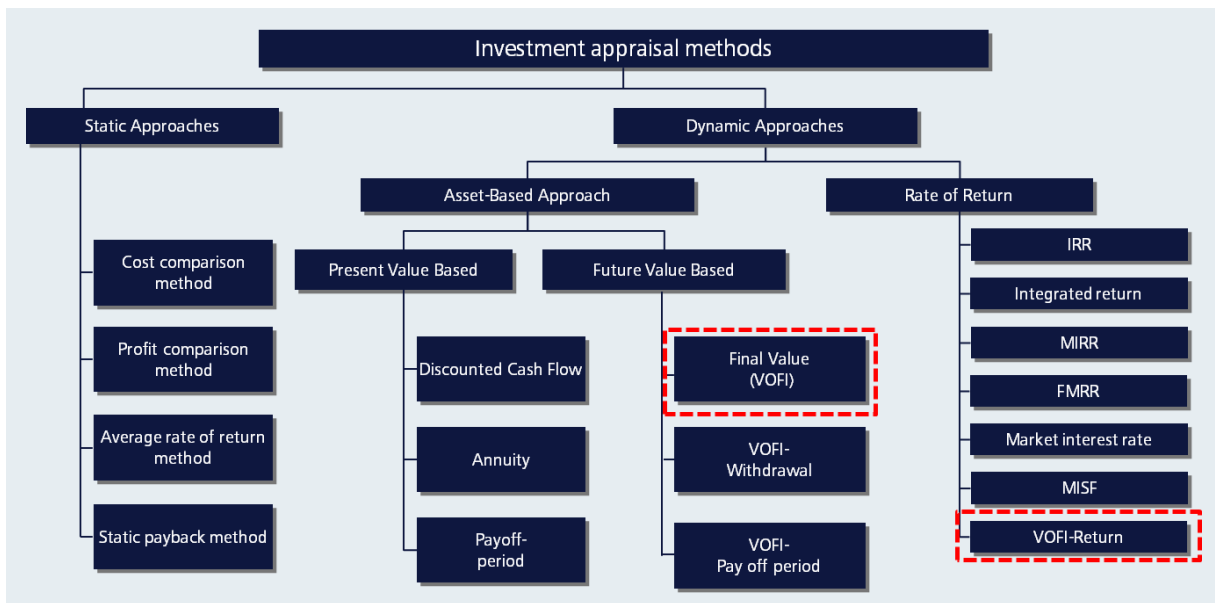 Investment appraisal methods
Static Approaches
Dynamic Approaches
Asset-Based Approach
Rate of Return
Cost comparison
method
Profit comparison
method
Average rate of return
method
Static payback method
Present Value Based
Future Value Based
Discounted Cash Flow
Annuity
Payoff-
period
Final Value
(VOFI)
VOFI-
Withdrawal
VOFI-
Pay off period
IRR
Integrated return
MIRR
FMRR
Market interest rate
MISF
VOFI-Return